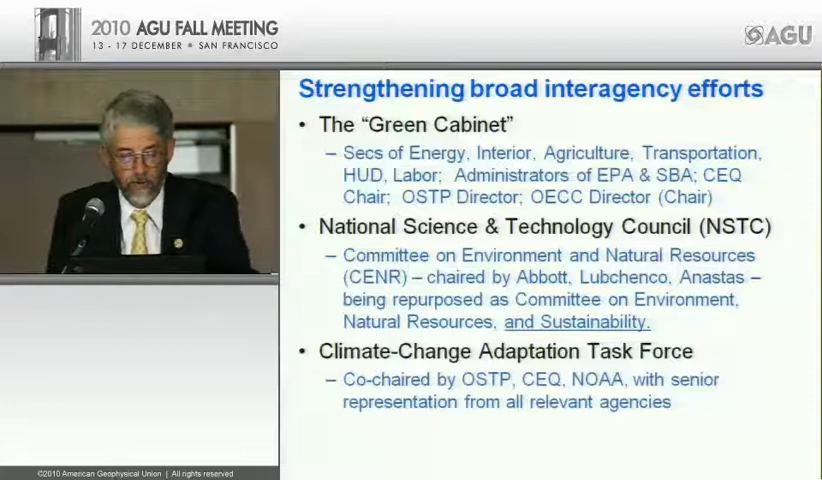 2010 AGU FALL MEETING
13 - 17 DECEMBER • SAN FRANCISCO
AGU
Strengthening broad interagency efforts
• The “Green Cabinet”
– Secs of Energy, Interior, Agriculture, Transportation,
HUD, Labor; Administrators of EPA & SBA; CEQ
Chair; OSTP Director; OECC Director (Chair)
• National Science & Technology Council (NSTC)
– Committee on Environment and Natural Resources
(CENR) – chaired by Abbott, Lubchenco, Anastas –
being repurposed as Committee on Environment,
Natural Resources, and Sustainability.
• Climate-Change Adaptation Task Force
– Co-chaired by OSTP, CEQ, NOAA, with senior
representation from all relevant agencies
©2010 American Geophysical Union | All rights reserved